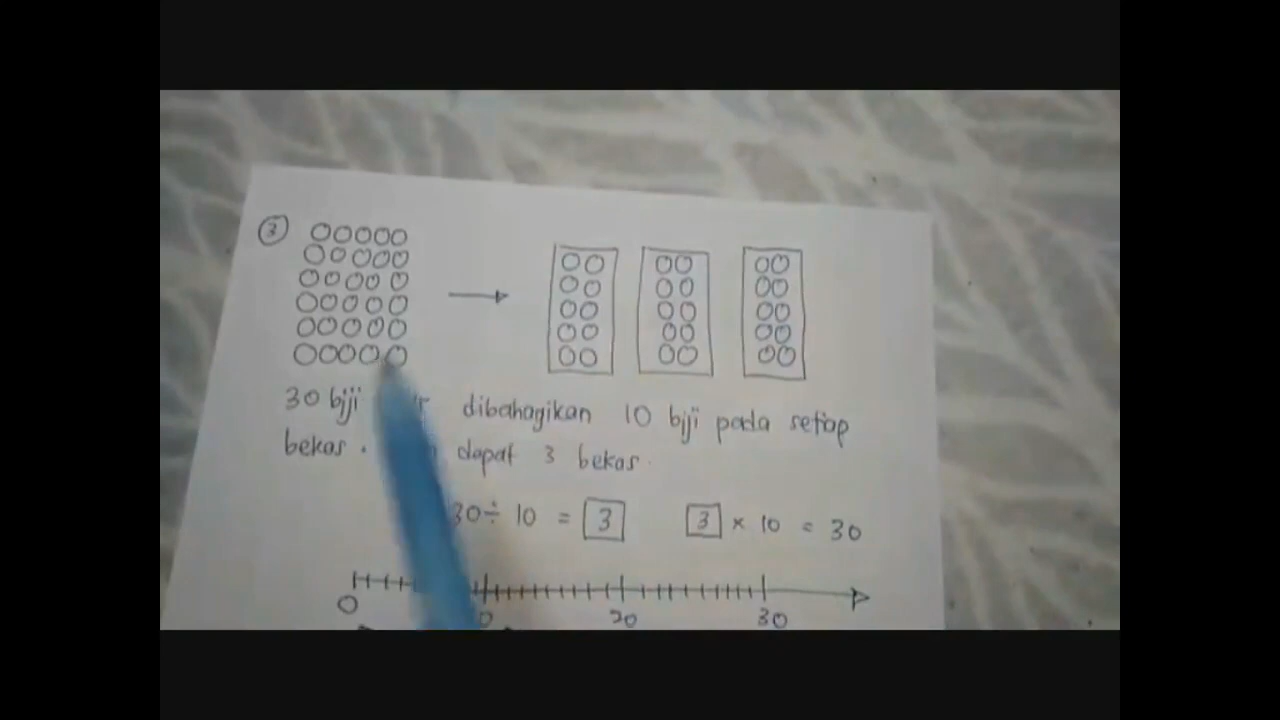 3
30 biji dibahagikan 10 biji pada setiap
bekas. dapat 3 bekas.
30 ÷ 10 = 3 3 × 10 = 30
0 20 30